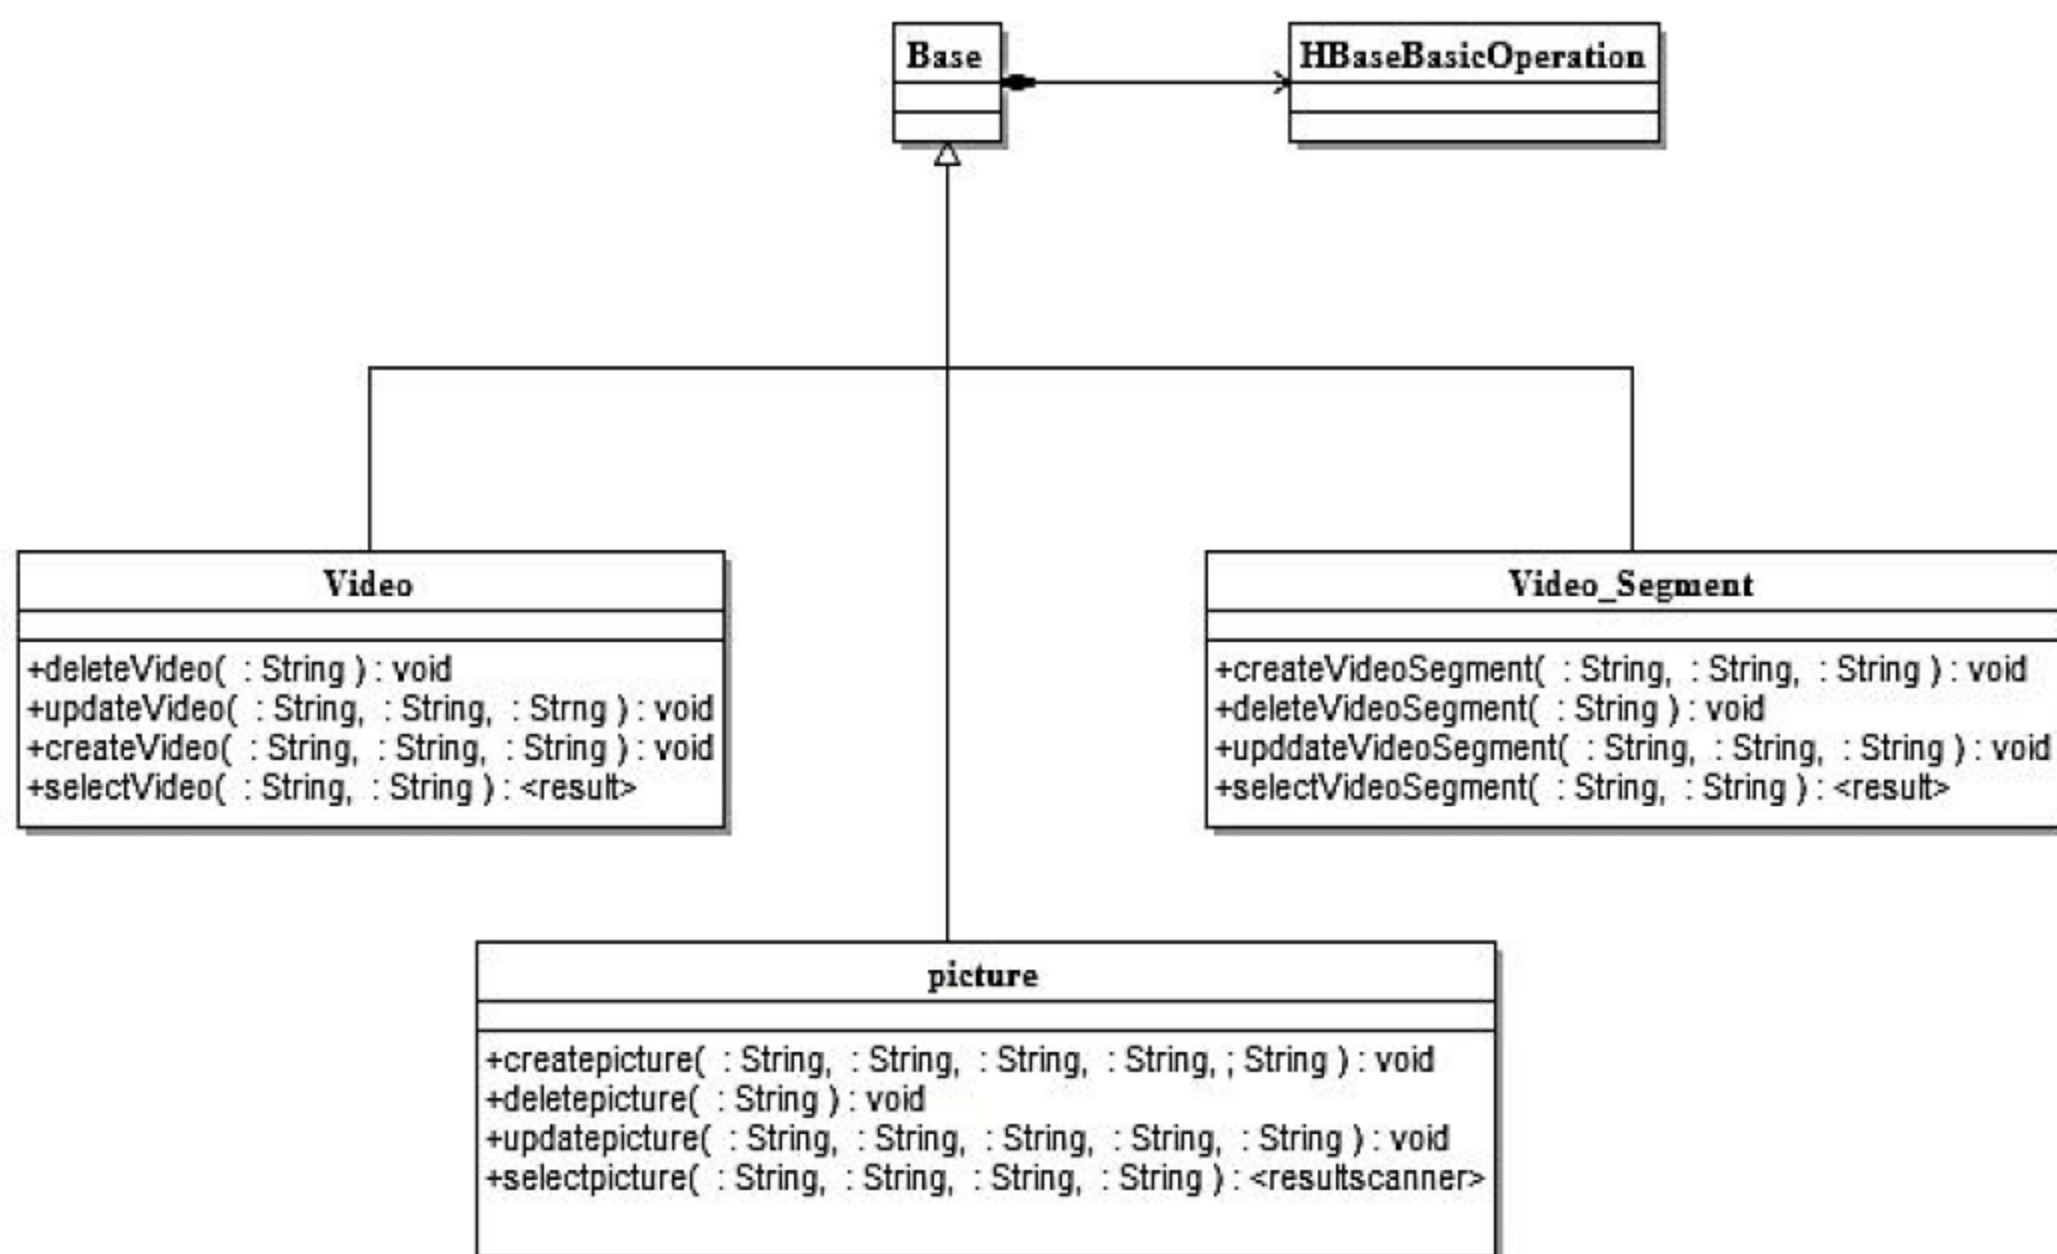 Base
HBaseBasicOperation
Video
+deleteVideo( : String ) : void
+updateVideo( : String, : String, : Strng ) : void
+createVideo( : String, : String, : String ) : void
+selectVideo( : String, : String ) : <result>
Video_Segment
+createVideoSegment( : String, : String, : String ) : void
+deleteVideoSegment( : String ) : void
+upddateVideoSegment( : String, : String, : String ) : void
+selectVideoSegment( : String, : String ) : <result>
picture
+createpicture( : String, : String, : String, : String, ; String ) : void
+deletepicture( : String ) : void
+updatepicture( : String, : String, : String, : String, : String ) : void
+selectpicture( : String, : String, : String, : String ) : <resultscanner>